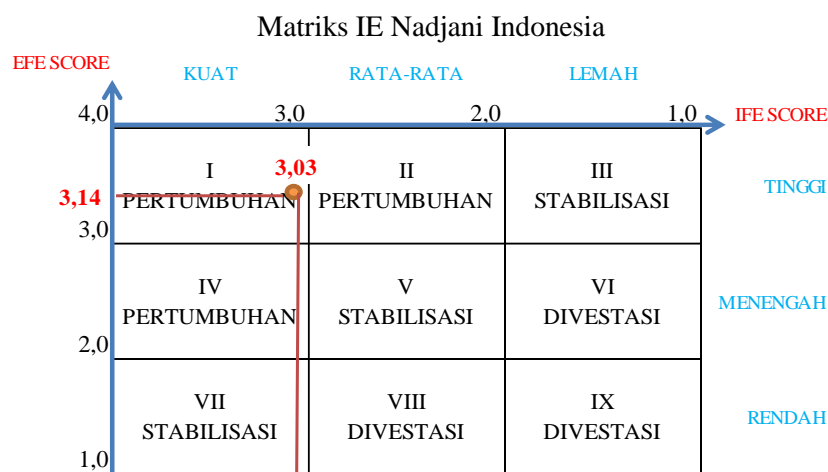 Matriks IE Nadjani Indonesia
EFE SCORE
KUAT
RATA-RATA
LEMAH
4,0
3,0
2,0
1,0
IFE SCORE
I
PERTUMBUHAN
3,03
II
PERTUMBUHAN
III
STABILISASI
TINGGI
3,14
3,0
IV
PERTUMBUHAN
V
STABILISASI
VI
DIVESTASI
MENENGAH
2,0
VII
STABILISASI
VIII
DIVESTASI
IX
DIVESTASI
RENDAH
1,0